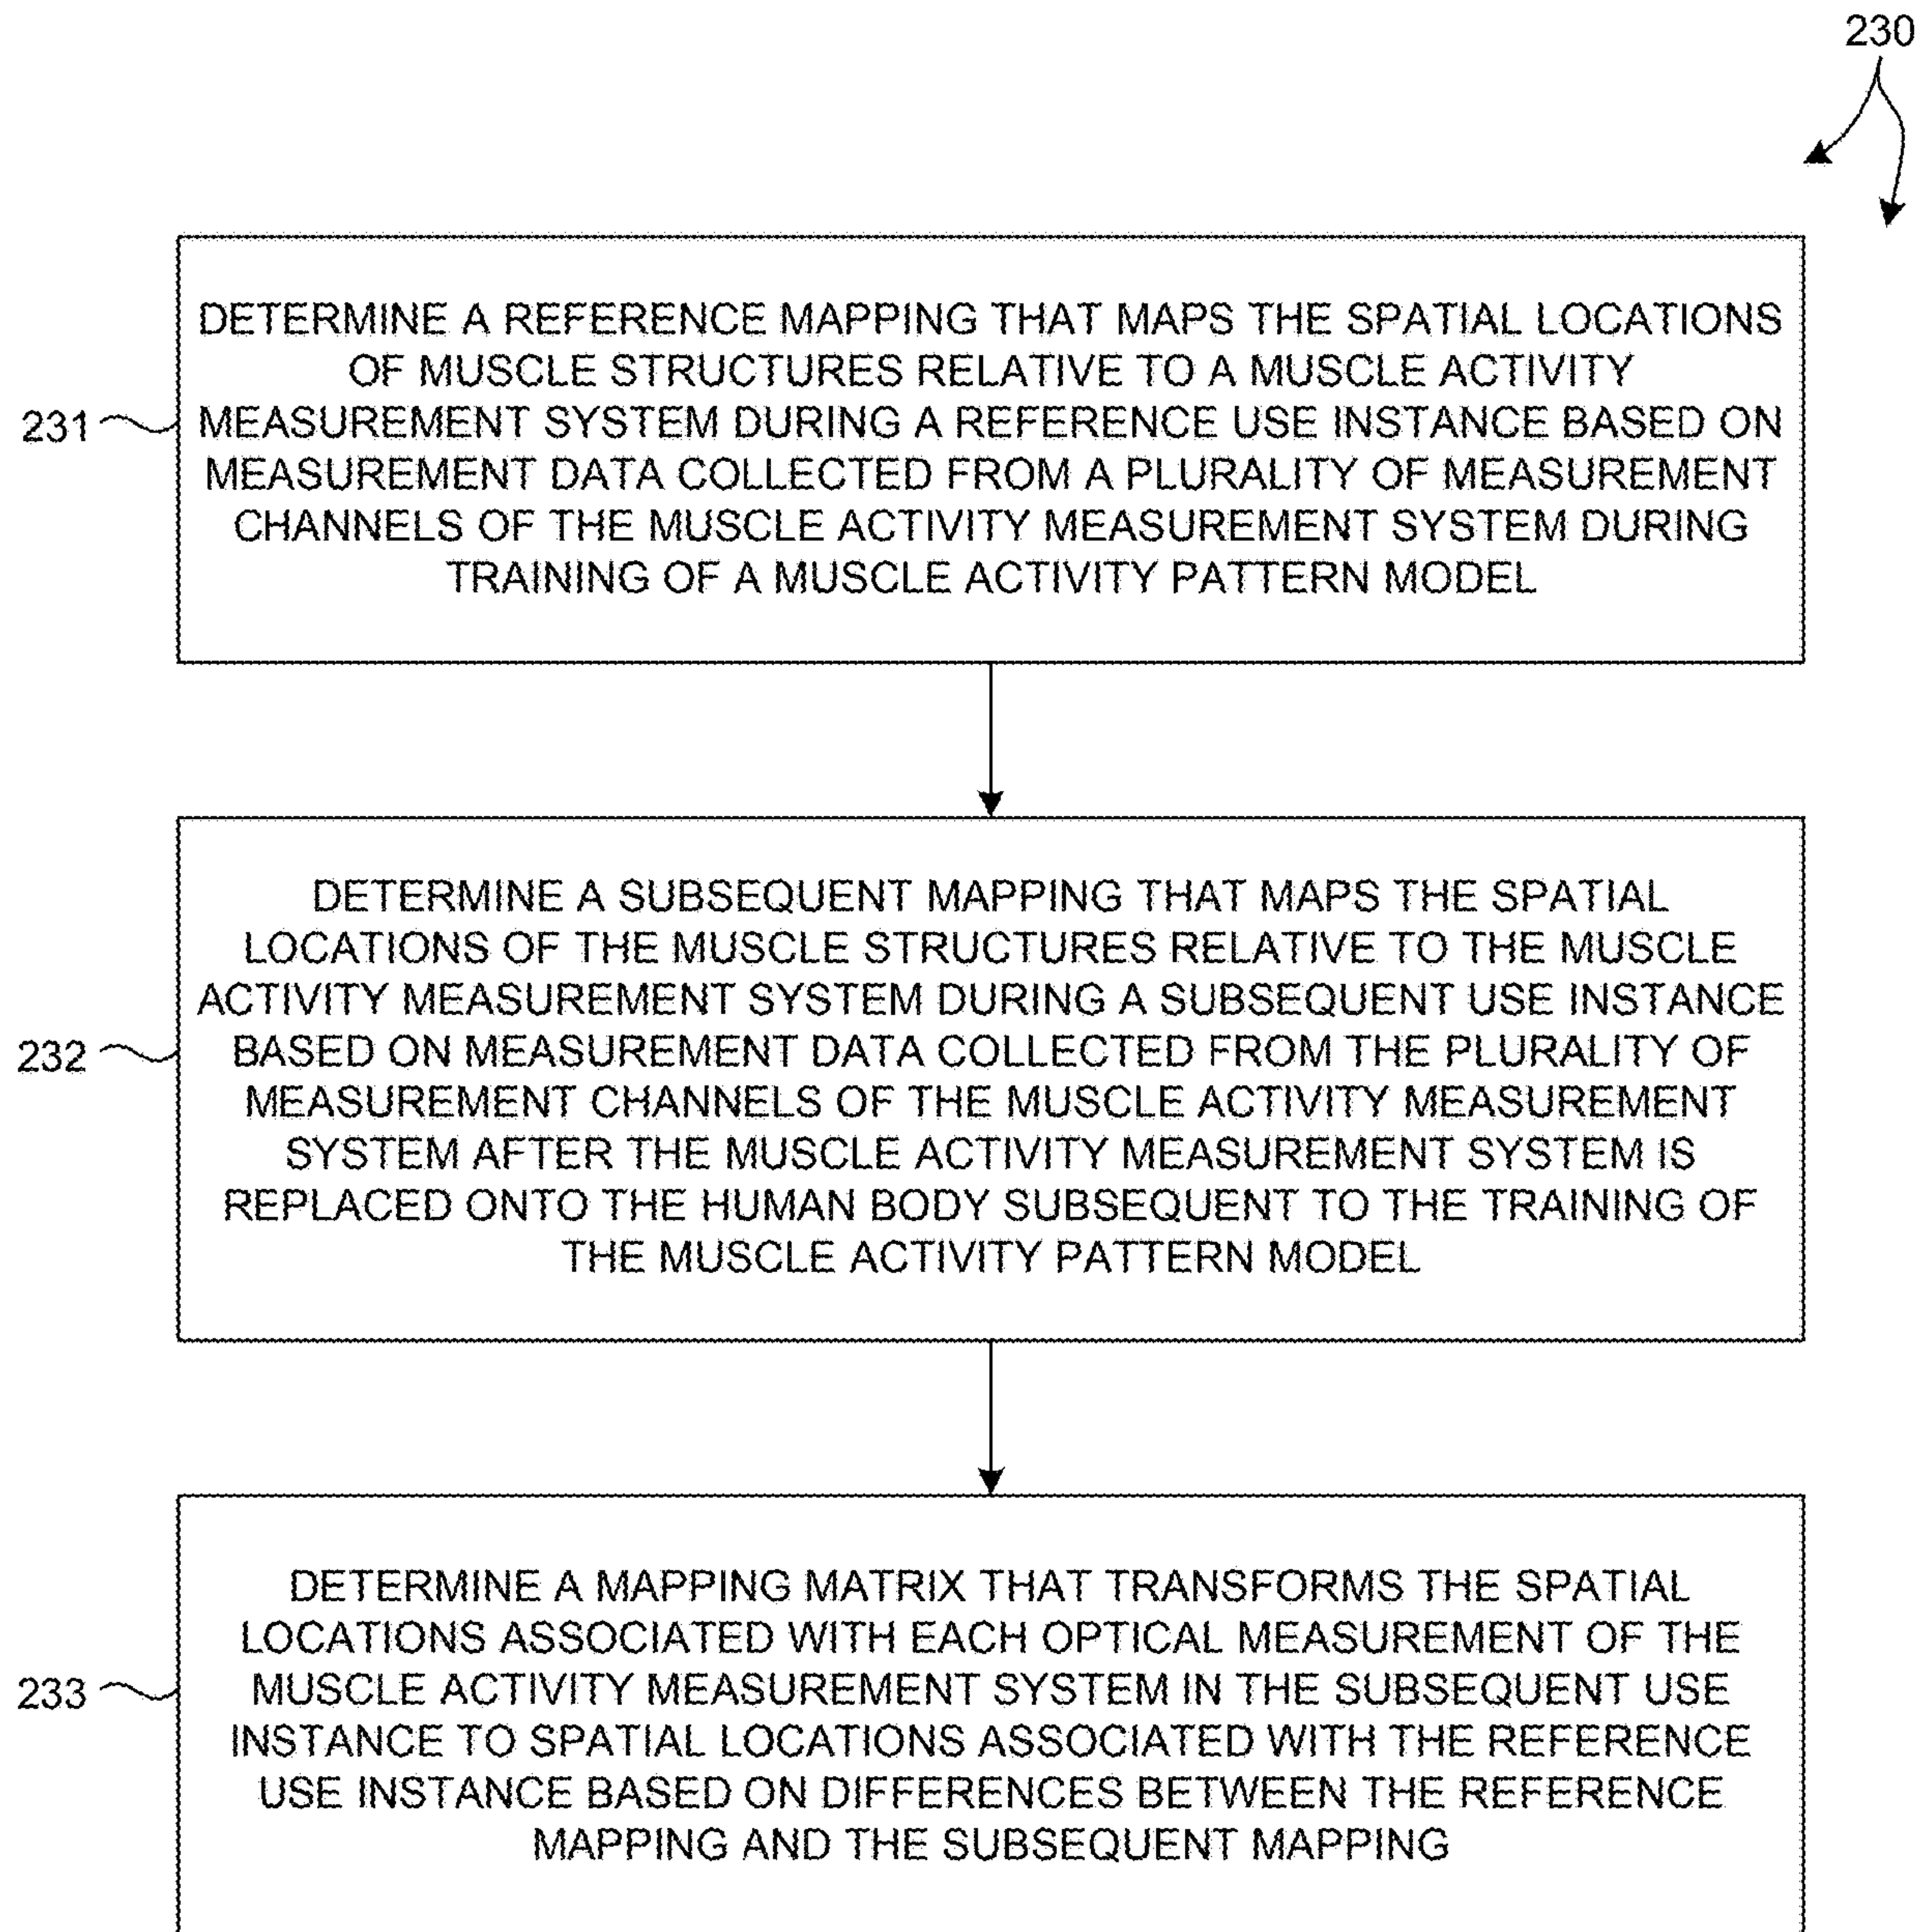 230
DETERMINE A REFERENCE MAPPING THAT MAPS THE SPATIAL LOCATIONS
OF MUSCLE STRUCTURES RELATIVE TO A MUSCLE ACTIVITY
231
MEASUREMENT SYSTEM DURING A REFERENCE USE INSTANCE BASED ON
MEASUREMENT DATA COLLECTED FROM A PLURALITY OF MEASUREMENT
CHANNELS OF THE MUSCLE ACTIVITY MEASUREMENT SYSTEM DURING
TRAINING OF A MUSCLE ACTIVITY PATTERN MODEL
DETERMINE A SUBSEQUENT MAPPING THAT MAPS THE SPATIAL
LOCATIONS OF THE MUSCLE STRUCTURES RELATIVE TO THE MUSCLE
ACTIVITY MEASUREMENT SYSTEM DURING A SUBSEQUENT USE INSTANCE
232
BASED ON MEASUREMENT DATA COLLECTED FROM THE PLURALITY OF
MEASUREMENT CHANNELS OF THE MUSCLE ACTIVITY MEASUREMENT
SYSTEM AFTER THE MUSCLE ACTIVITY MEASUREMENT SYSTEM IS
REPLACED ONTO THE HUMAN BODY SUBSEQUENT TO THE TRAINING OF
THE MUSCLE ACTIVITY PATTERN MODEL
DETERMINE A MAPPING MATRIX THAT TRANSFORMS THE SPATIAL
LOCATIONS ASSOCIATED WITH EACH OPTICAL MEASUREMENT OF THE
233
MUSCLE ACTIVITY MEASUREMENT SYSTEM IN THE SUBSEQUENT USE
INSTANCE TO SPATIAL LOCATIONS ASSOCIATED WITH THE REFERENCE
USE INSTANCE BASED ON DIFFERENCES BETWEEN THE REFERENCE
MAPPING AND THE SUBSEQUENT MAPPING